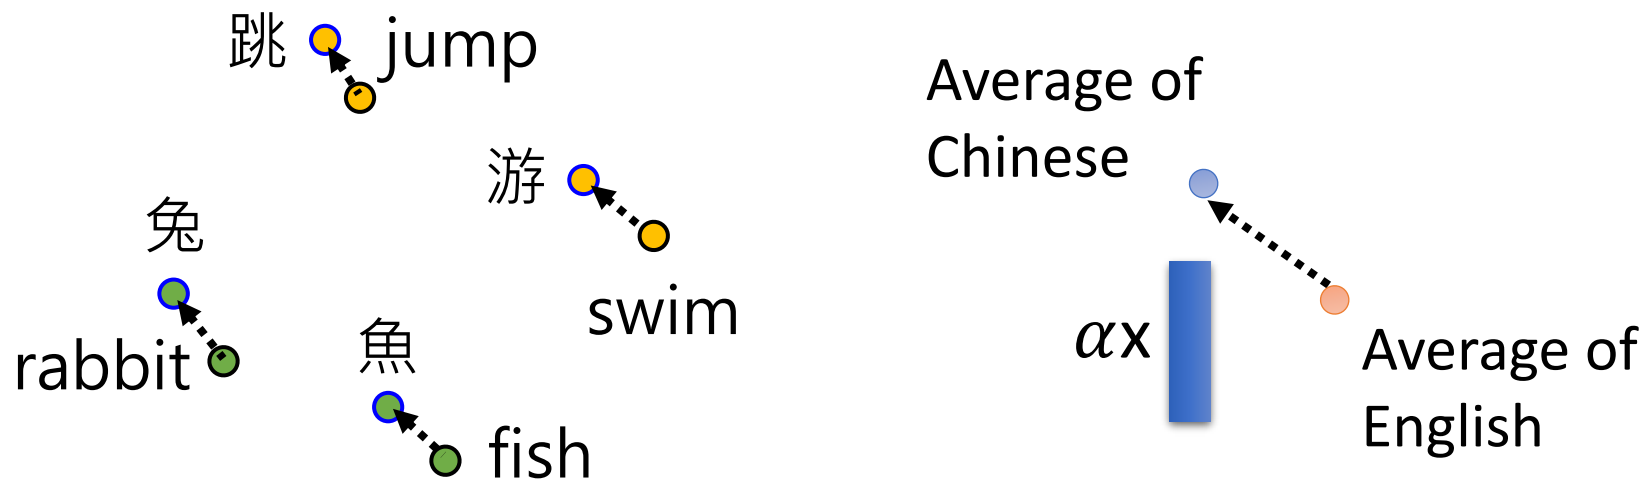 跳 jump
游
swim
兔
rabbit
魚
fish
Average of
Chinese
αx
Average of
English